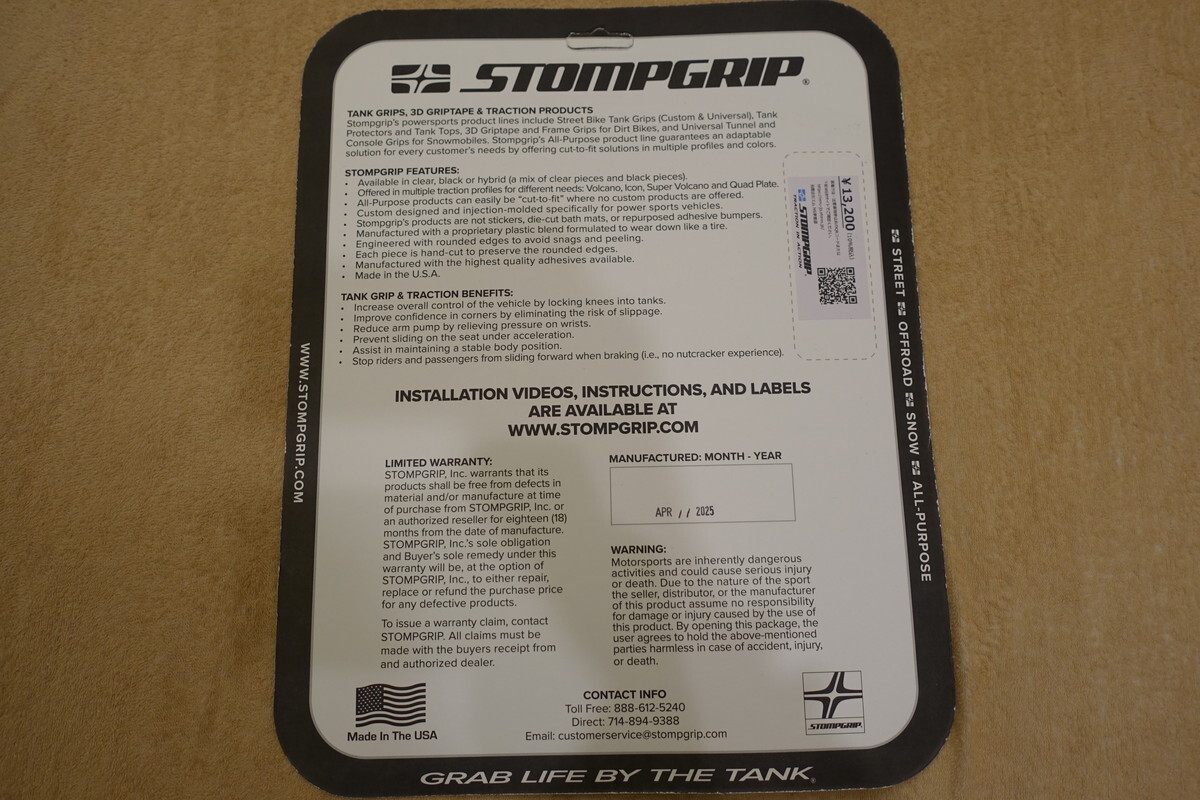 STOMPGRIP®
TANK GRIPS, 3D GRIPTAPE & TRACTION PRODUCTS
Stompgrip's powersports product lines include Street Bike Tank Grips (Custom & Universal), Tank
Protectors and Tank Tops, 3D Griptape and Frame Grips for Dirt Bikes, and Universal Tunnel and
Console Grips for Snowmobiles. Stompgrip's All-Purpose product line guarantees an adaptable
solution for every customer's needs by offering cut-to-fit solutions in multiple profiles and colors.
STOMPGRIP FEATURES:
• Available in clear, black or hybrid (a mix of clear pieces and black pieces).
• Offered in multiple traction profiles for different needs: Volcano, Icon, Super Volcano and Quad Plate.
• All-Purpose products can easily be "cut-to-fit" where no custom products are offered.
• Custom designed and injection-molded specifically for power sports vehicles.
• Stompgrip's products are not stickers, die-cut bath mats, or repurposed adhesive bumpers.
• Manufactured with a proprietary plastic blend formulated to wear down like a tire.
• Engineered with rounded edges to avoid snags and peeling.
• Each piece is hand-cut to preserve the rounded edges.
• Manufactured with the highest quality adhesives available.
• Made in the U.S.A.
TANK GRIP & TRACTION BENEFITS:
• Increase overall control of the vehicle by locking knees into tanks.
• Improve confidence in corners by eliminating the risk of slippage.
• Reduce arm pump by relieving pressure on wrists.
• Prevent sliding on the seat under acceleration.
• Assist in maintaining a stable body position.
• Stop riders and passengers from sliding forward when braking (i.e., no nutcracker experience).
¥13,200
STOMPGRIP
TRACTION IN ACTION
INSTALLATION VIDEOS, INSTRUCTIONS, AND LABELS
ARE AVAILABLE AT
WWW.STOMPGRIP.COM
LIMITED WARRANTY:
STOMPGRIP, Inc. warrants that its
products shall be free from defects in
material and/or manufacture at time
of purchase from STOMPGRIP, Inc. or
an authorized reseller for eighteen (18)
months from the date of manufacture.
STOMPGRIP, Inc.'s sole obligation
and Buyer's sole remedy under this
warranty will be, at the option of
STOMPGRIP, Inc., to either repair,
replace or refund the purchase price
for any defective products.
To issue a warranty claim, contact
STOMPGRIP. All claims must be
made with the buyers receipt from
and authorized dealer.
MANUFACTURED: MONTH - YEAR
APR // 2025
WARNING:
Motorsports are inherently dangerous
activities and could cause serious injury
or death. Due to the nature of the sport
the seller, distributor, or the manufacturer
of this product assume no responsibility
for damage or injury caused by the use of
this product. By opening this package, the
user agrees to hold the above-mentioned
parties harmless in case of accident, injury,
or death.
Made In The USA
CONTACT INFO
Toll Free: 888-612-5240
Direct: 714-894-9388
Email: customerservice@stompgrip.com
STOMPGRIP
WWW.STOMPGRIP.COM
STREET OFFROAD SNOW ALL-PURPOSE
GRAB LIFE BY THE TANK®